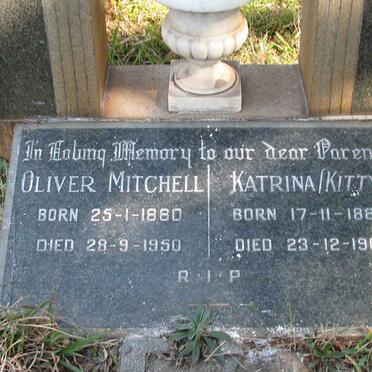 In Loving Memory to our dear Paren
OLIVER MITCHELL KATRINA/(KITTY
BORN 25-1-1880 BORN 17-11-188
DIED 28-9-1950 DIED 23-12-19
R·I·P